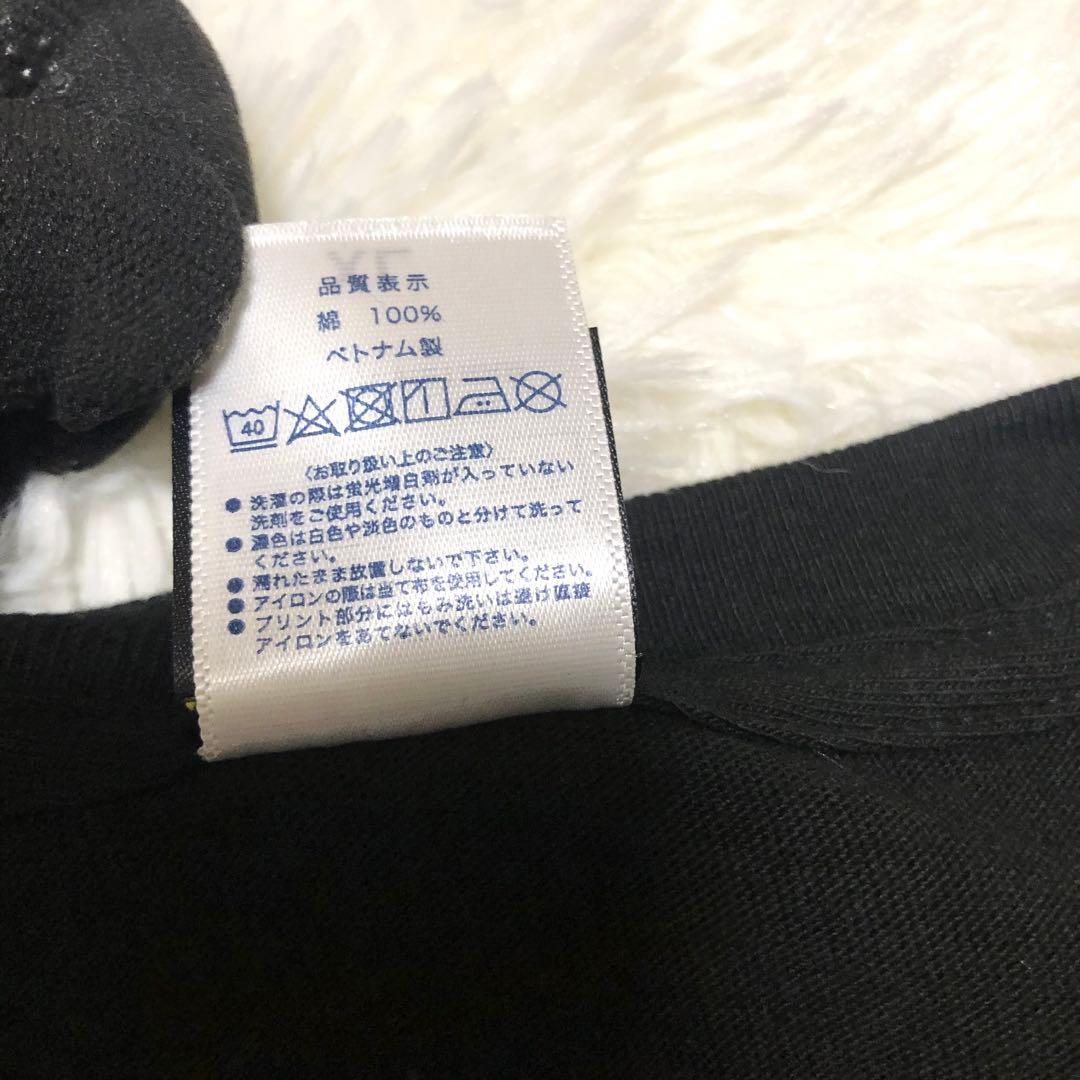 品質表示
綿 100%
ベトナム製
40
〈お取り扱い上のご注意〉
● 洗濯の際は蛍光増白剤が入っていない
洗剤をご使用ください。
● 濃色は白色や淡色のものと分けて洗って
ください。
● 濡れたまま放置しないで下さい。
● アイロンの際は当て布を使用してください。
● プリント部分にはもみ洗いは避け直接
アイロンをあてないでください。